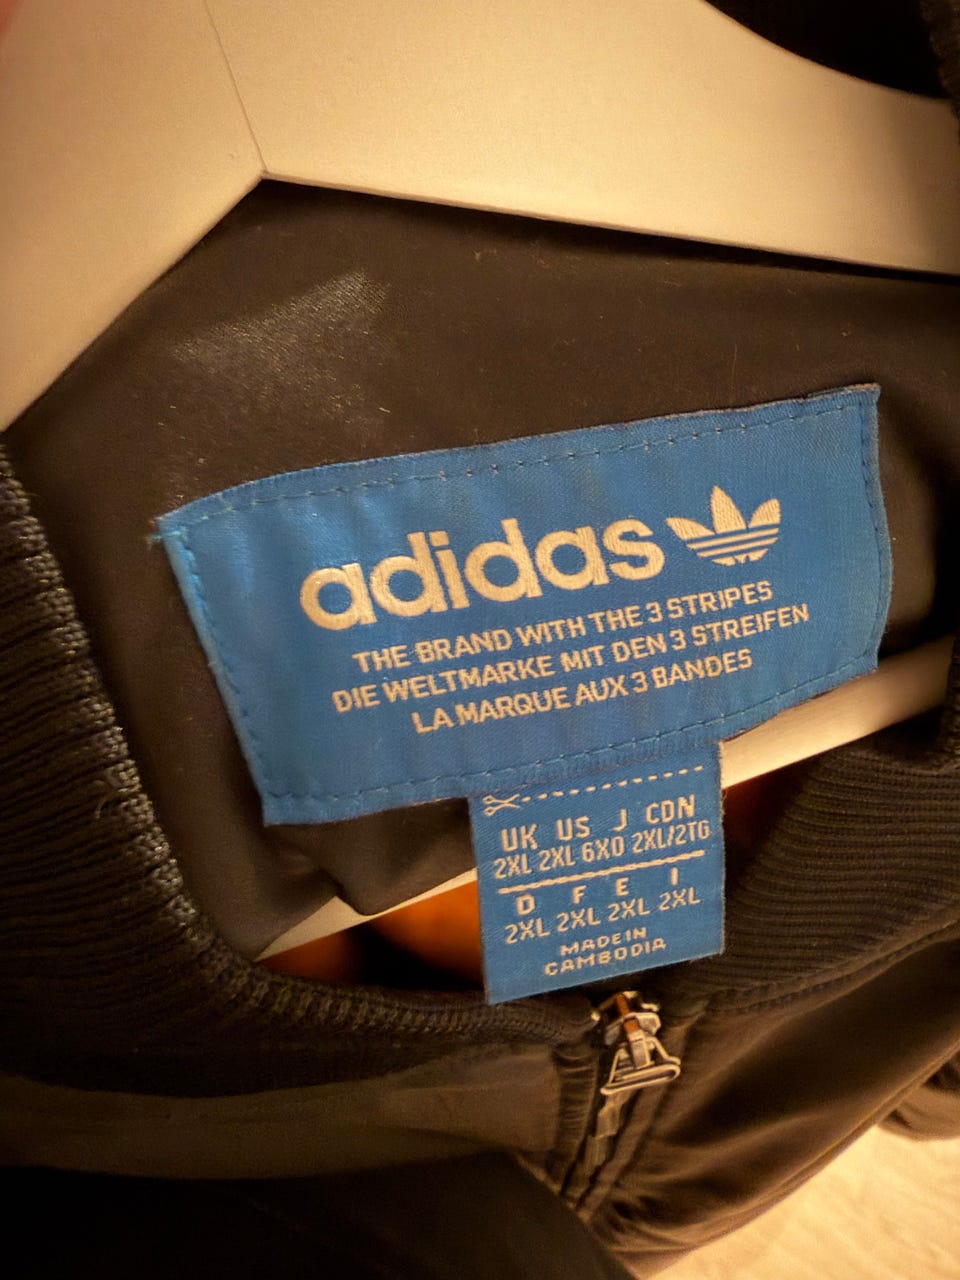 adidas
THE BRAND WITH THE 3 STRIPES
DIE WELTMARKE MIT DEN 3 STREIFEN
LA MARQUE AUX 3 BANDES
UK US J CDN
2XL 2XL 6XO 2XL/2TG
D F E I
2XL 2XL 2XL 2XL
MADE IN
CAMBODIA